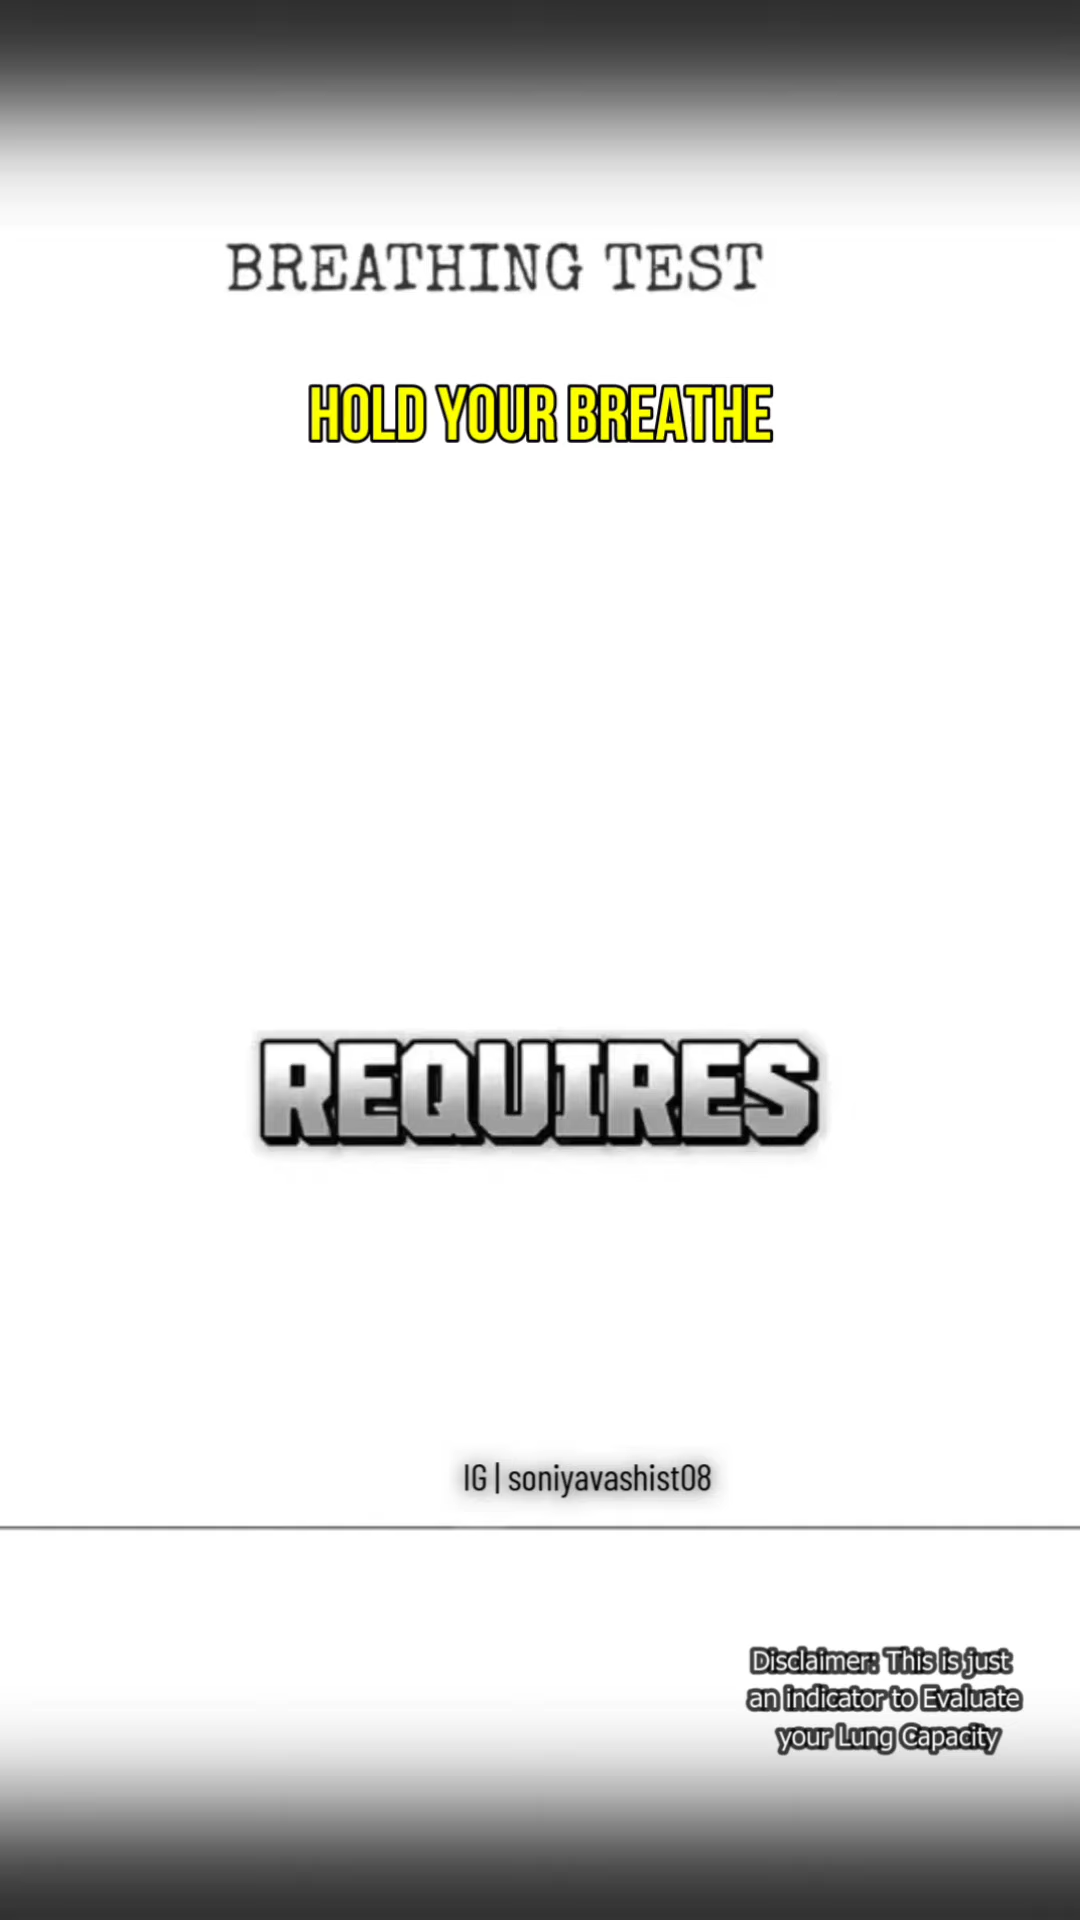 BREATHING TEST
HOLD YOUR BREATHE
REQUIRES
IG | soniyavashist08
Disclaimer: This is just
an indicator to Evaluate
your Lung Capacity